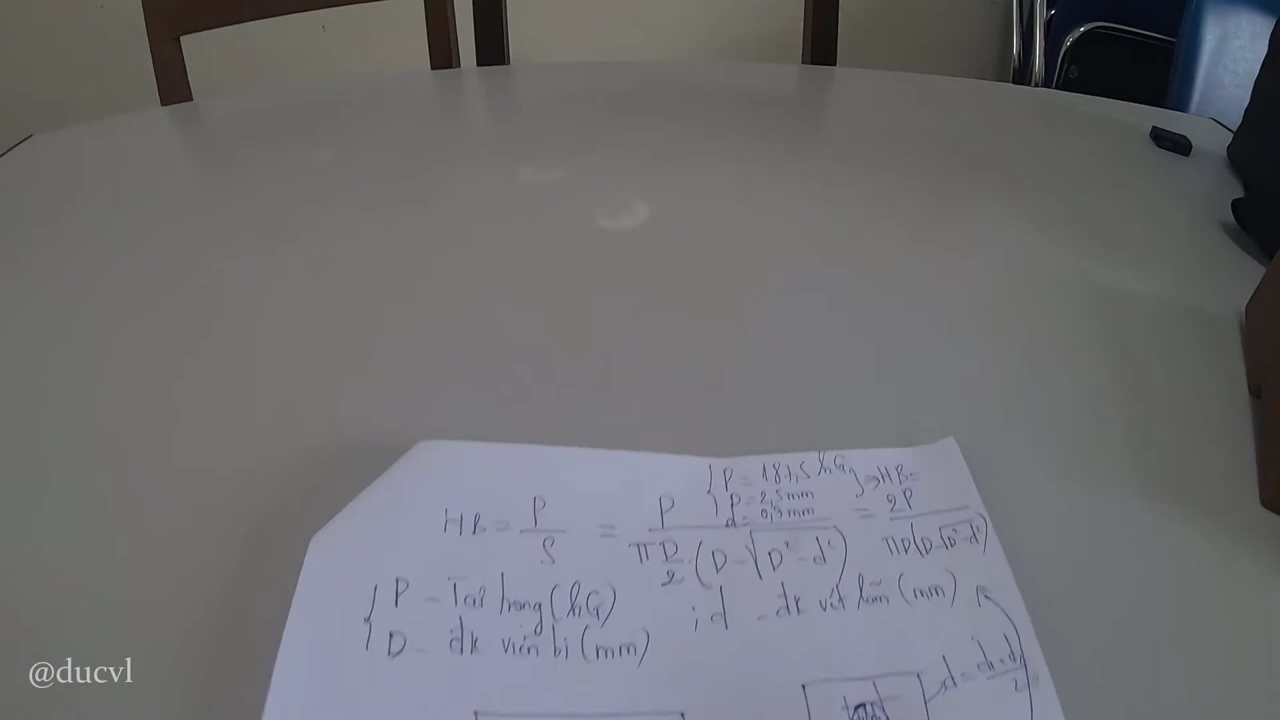 P = 187,5 kG
D = 2,5 mm => HB =
d = 0,9 mm
HB = P/S = P/(π D/2 . (D - √(D² - d²))) = 2P/(πD(D - √(D² - d²)))
P - Tải trọng (kG) ; d - đk vết lõm (mm)
D - đk viên bi (mm)
d = (d₁ + d₂)/2
@ducvl